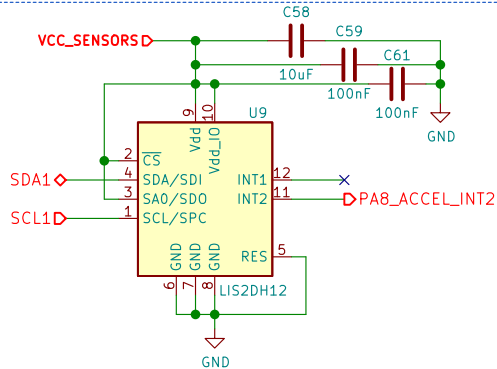 C58
VCC_SENSORS
C59
C61
10uF
100nF
100nF
U9
GND
9
10
Vdd
Vdd_IO
2
CS
4
SDA1
SDA/SDI
INT1
12
3
SA0/SDO
INT2
11
PA8_ACCEL_INT2
SCL1
1
SCL/SPC
GND
GND
GND
RES
5
6
7
8
LIS2DH12
GND